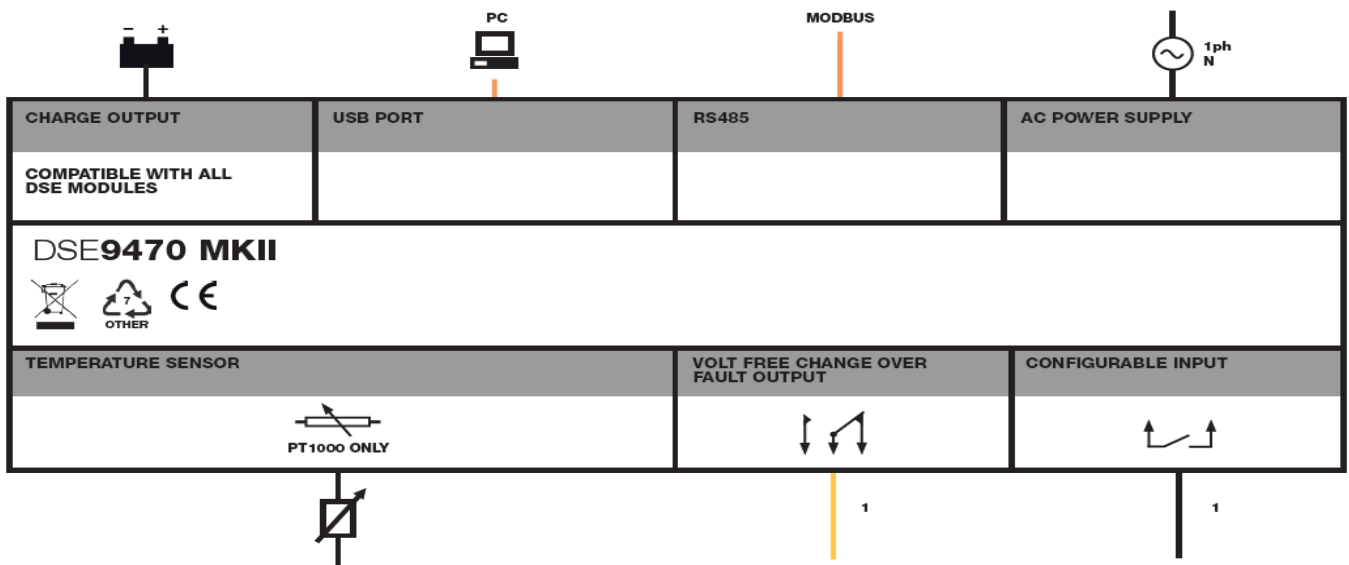 - +
PC
MODBUS
1ph
N
CHARGE OUTPUT
USB PORT
RS485
AC POWER SUPPLY
COMPATIBLE WITH ALL
DSE MODULES
DSE9470 MKII
7
OTHER
CE
TEMPERATURE SENSOR
VOLT FREE CHANGE OVER
FAULT OUTPUT
CONFIGURABLE INPUT
PT1000 ONLY
1
1